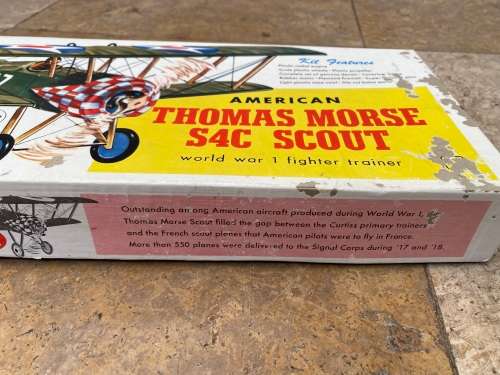 Kit Features
AMERICAN
THOMAS MORSE
S4C SCOUT
world war 1 fighter trainer
Outstanding among American aircraft produced during World War I,
Thomas Morse Scout filled the gap between the Curtiss primary trainers
and the French scout planes that American pilots were to fly in France.
More than 550 planes were delivered to the Signal Corps during '17 and '18.